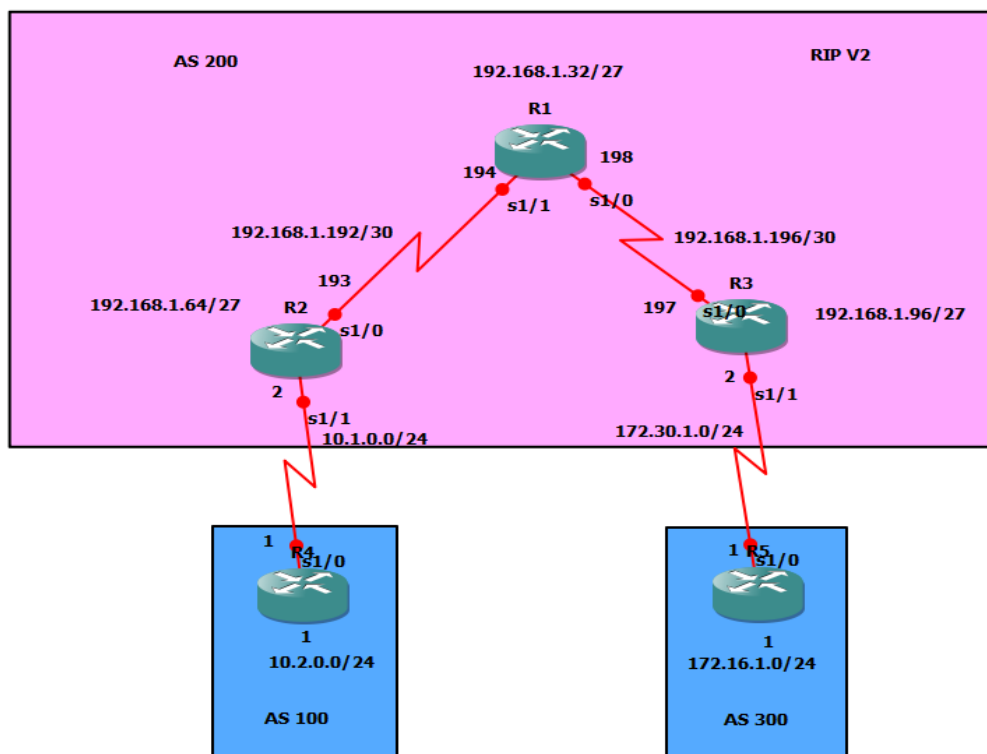 AS 200
RIP V2
192.168.1.32/27
R1
194
198
s1/1
s1/0
192.168.1.192/30
192.168.1.196/30
193
192.168.1.64/27
R2
s1/0
R3
197
s1/0
192.168.1.96/27
2
s1/1
10.1.0.0/24
2
s1/1
172.30.1.0/24
1
R4
s1/0
1
R5
s1/0
1
10.2.0.0/24
1
172.16.1.0/24
AS 100
AS 300